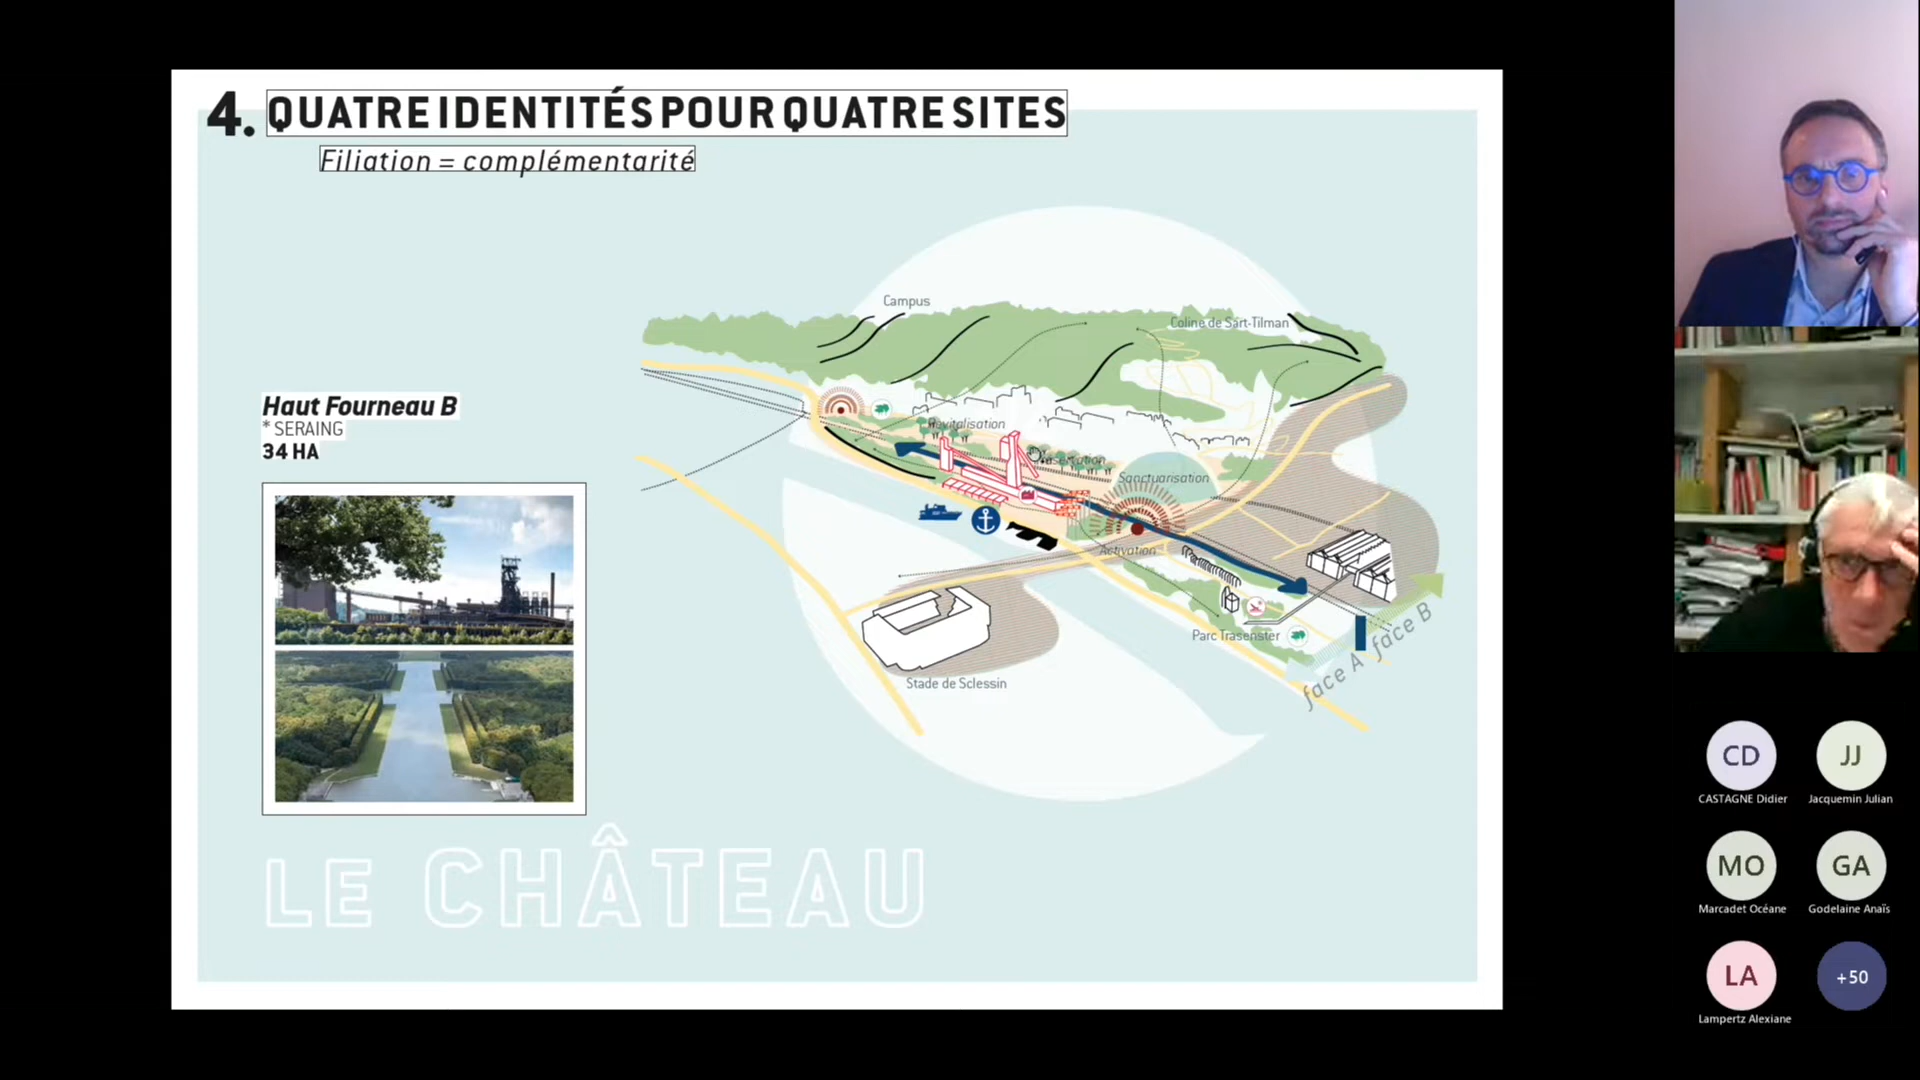 4. QUATRE IDENTITÉS POUR QUATRE SITES
Filiation = complémentarité
Campus
Coline de Sart-Tilman
Haut Fourneau B
* SERAING
34 HA
Revitalisation
Sanctuarisation
Activation
Parc Trasenster
face A face B
Stade de Sclessin
LE CHÂTEAU
CD
JJ
CASTAGNE Didier
Jacquemin Julian
MO
GA
Marcadet Océane
Godelaine Anaïs
LA
+50
Lampertz Alexiane